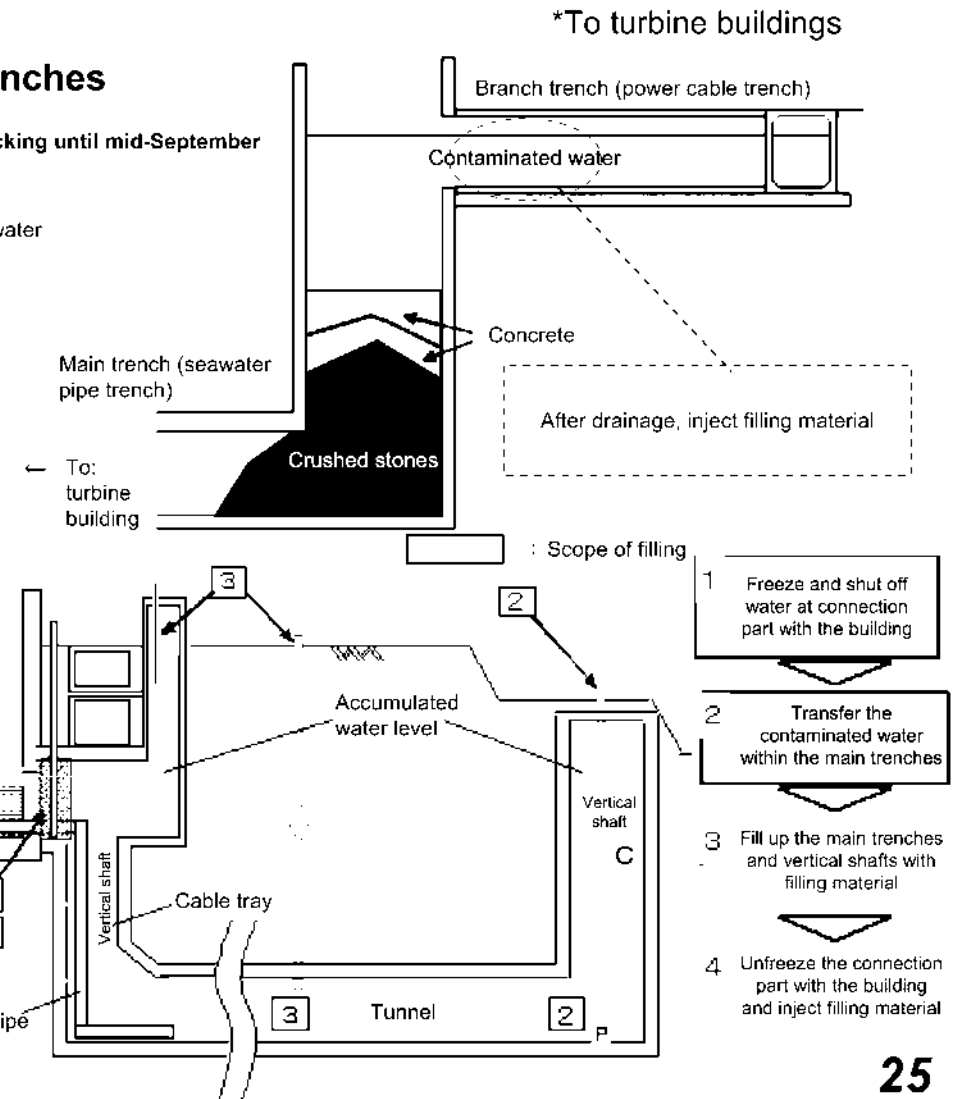 *To turbine buildings
nches
cking until mid-September
Branch trench (power cable trench)
Contaminated water
vater
Concrete
Main trench (seawater
pipe trench)
After drainage, inject filling material
Crushed stones
← To:
turbine
building
: Scope of filling
3
2
1 Freeze and shut off
water at connection
part with the building
Accumulated
water level
2 Transfer the
contaminated water
within the main trenches
Vertical
shaft
C
Vertical shaft
Cable tray
3 Fill up the main trenches
and vertical shafts with
filling material
4 Unfreeze the connection
part with the building
and inject filling material
ipe
3
Tunnel
2
P
25